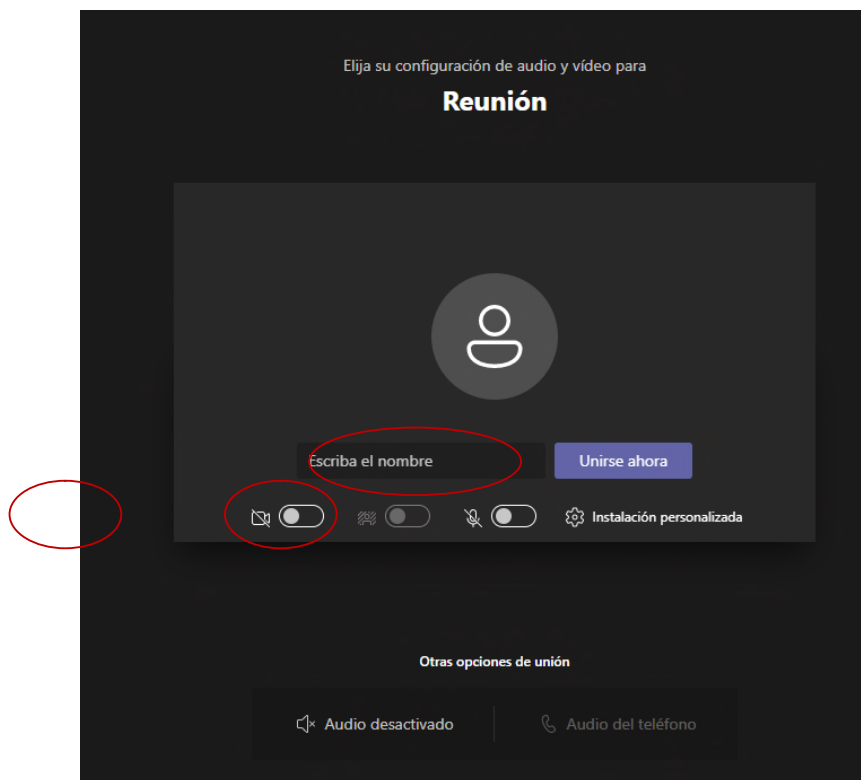 Elija su configuración de audio y vídeo para
Reunión
Escriba el nombre
Unirse ahora
Instalación personalizada
Otras opciones de unión
Audio desactivado
Audio del teléfono